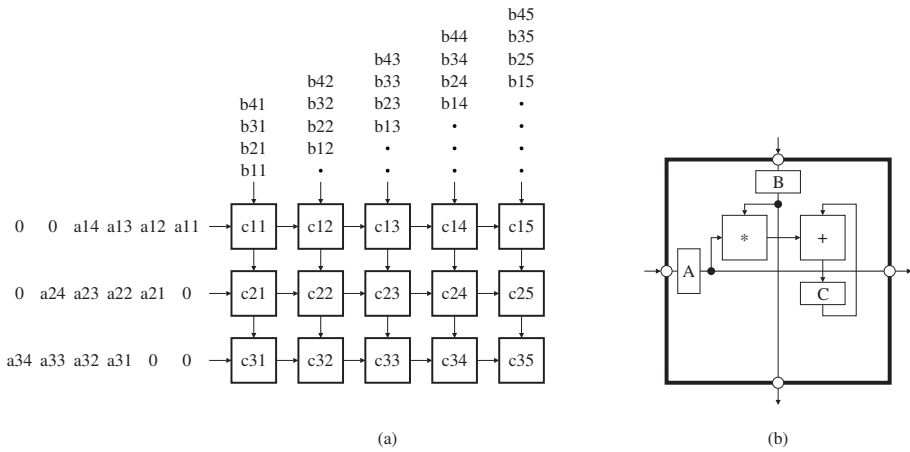 b45
b44 b35
b43 b34 b25
b42 b33 b24 b15
b41 b32 b23 b14 •
b31 b22 b13 • •
b21 b12 • • •
b11 • • • •
0 0 a14 a13 a12 a11 c11 c12 c13 c14 c15
0 a24 a23 a22 a21 0 c21 c22 c23 c24 c25
a34 a33 a32 a31 0 0 c31 c32 c33 c34 c35
(a)
B
* +
A
C
(b)